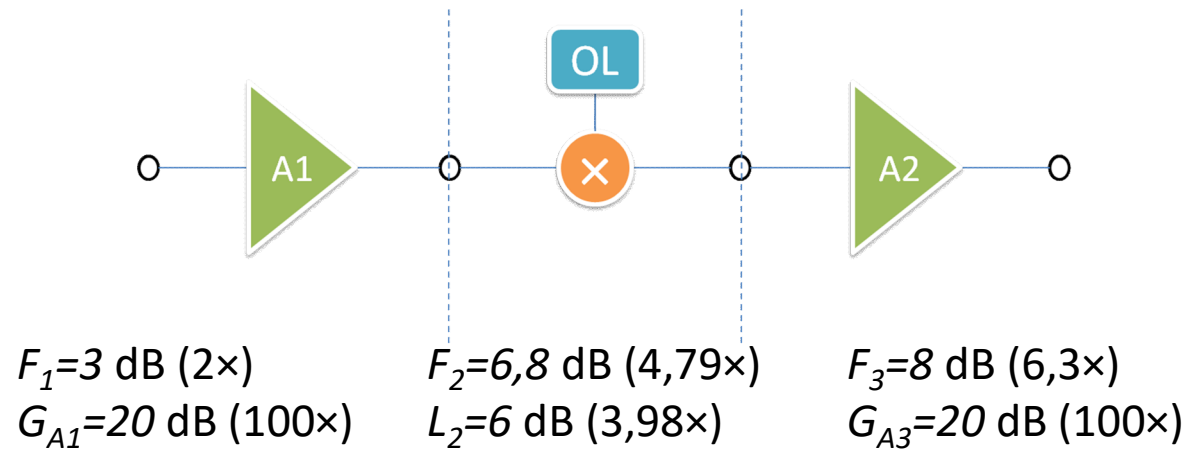 OL
A1
×
A2
F1=3 dB (2×)
GA1=20 dB (100×)
F2=6,8 dB (4,79×)
L2=6 dB (3,98×)
F3=8 dB (6,3×)
GA3=20 dB (100×)